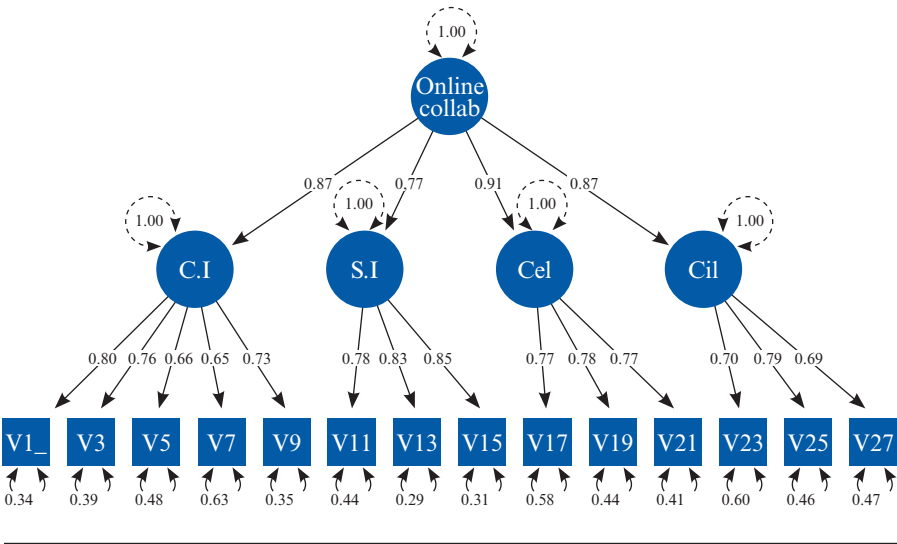 1.00
Online
collab
0.87 0.77 0.91 0.87
1.00 1.00 1.00 1.00
C.I S.I Cel Cil
0.80 0.76 0.66 0.65 0.73 0.78 0.83 0.85 0.77 0.78 0.77 0.70 0.79 0.69
V1_ V3 V5 V7 V9 V11 V13 V15 V17 V19 V21 V23 V25 V27
0.34 0.39 0.48 0.63 0.35 0.44 0.29 0.31 0.58 0.44 0.41 0.60 0.46 0.47